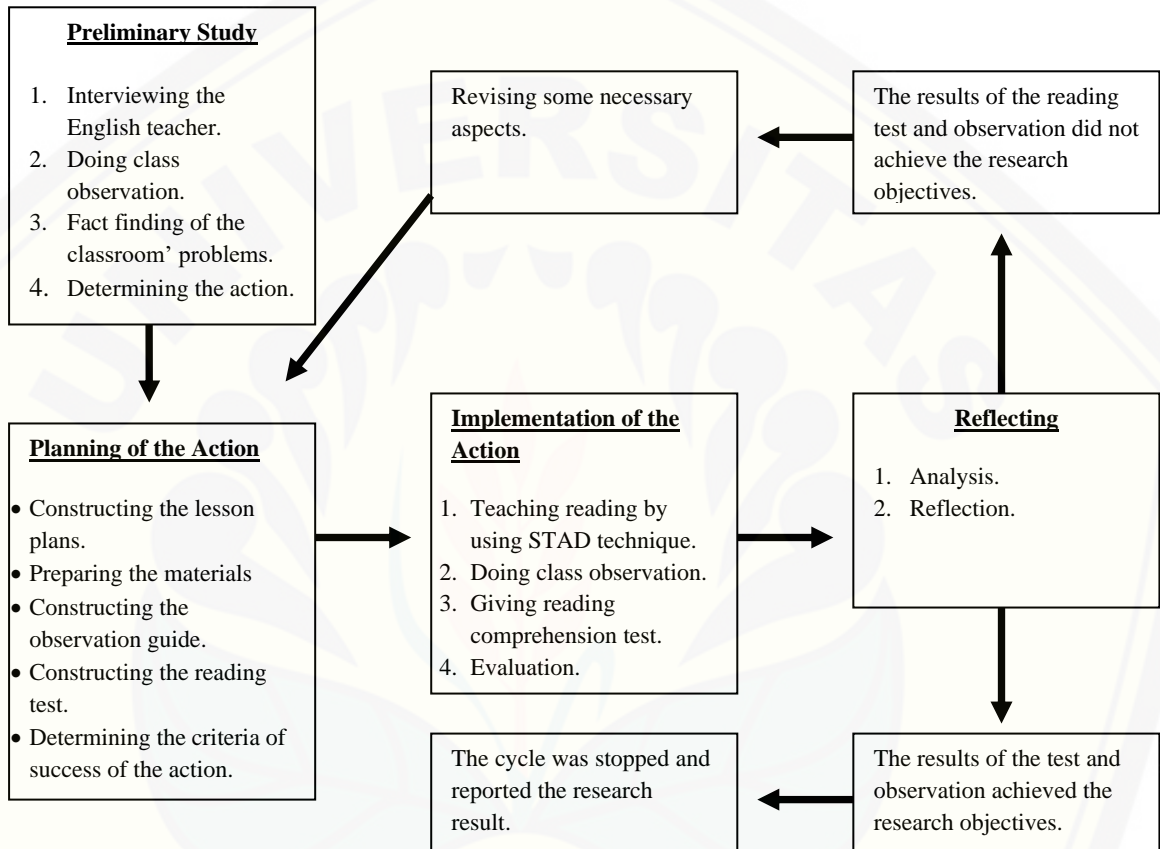 Preliminary Study
1. Interviewing the
English teacher.
2. Doing class
observation.
3. Fact finding of the
classroom’ problems.
4. Determining the action.
Revising some necessary
aspects.
The results of the reading
test and observation did not
achieve the research
objectives.
Planning of the Action
• Constructing the lesson
plans.
• Preparing the materials
• Constructing the
observation guide.
• Constructing the reading
test.
• Determining the criteria of
success of the action.
Implementation of the
Action
1. Teaching reading by
using STAD technique.
2. Doing class observation.
3. Giving reading
comprehension test.
4. Evaluation.
Reflecting
1. Analysis.
2. Reflection.
The cycle was stopped and
reported the research
result.
The results of the test and
observation achieved the
research objectives.
UNIVERSITAS